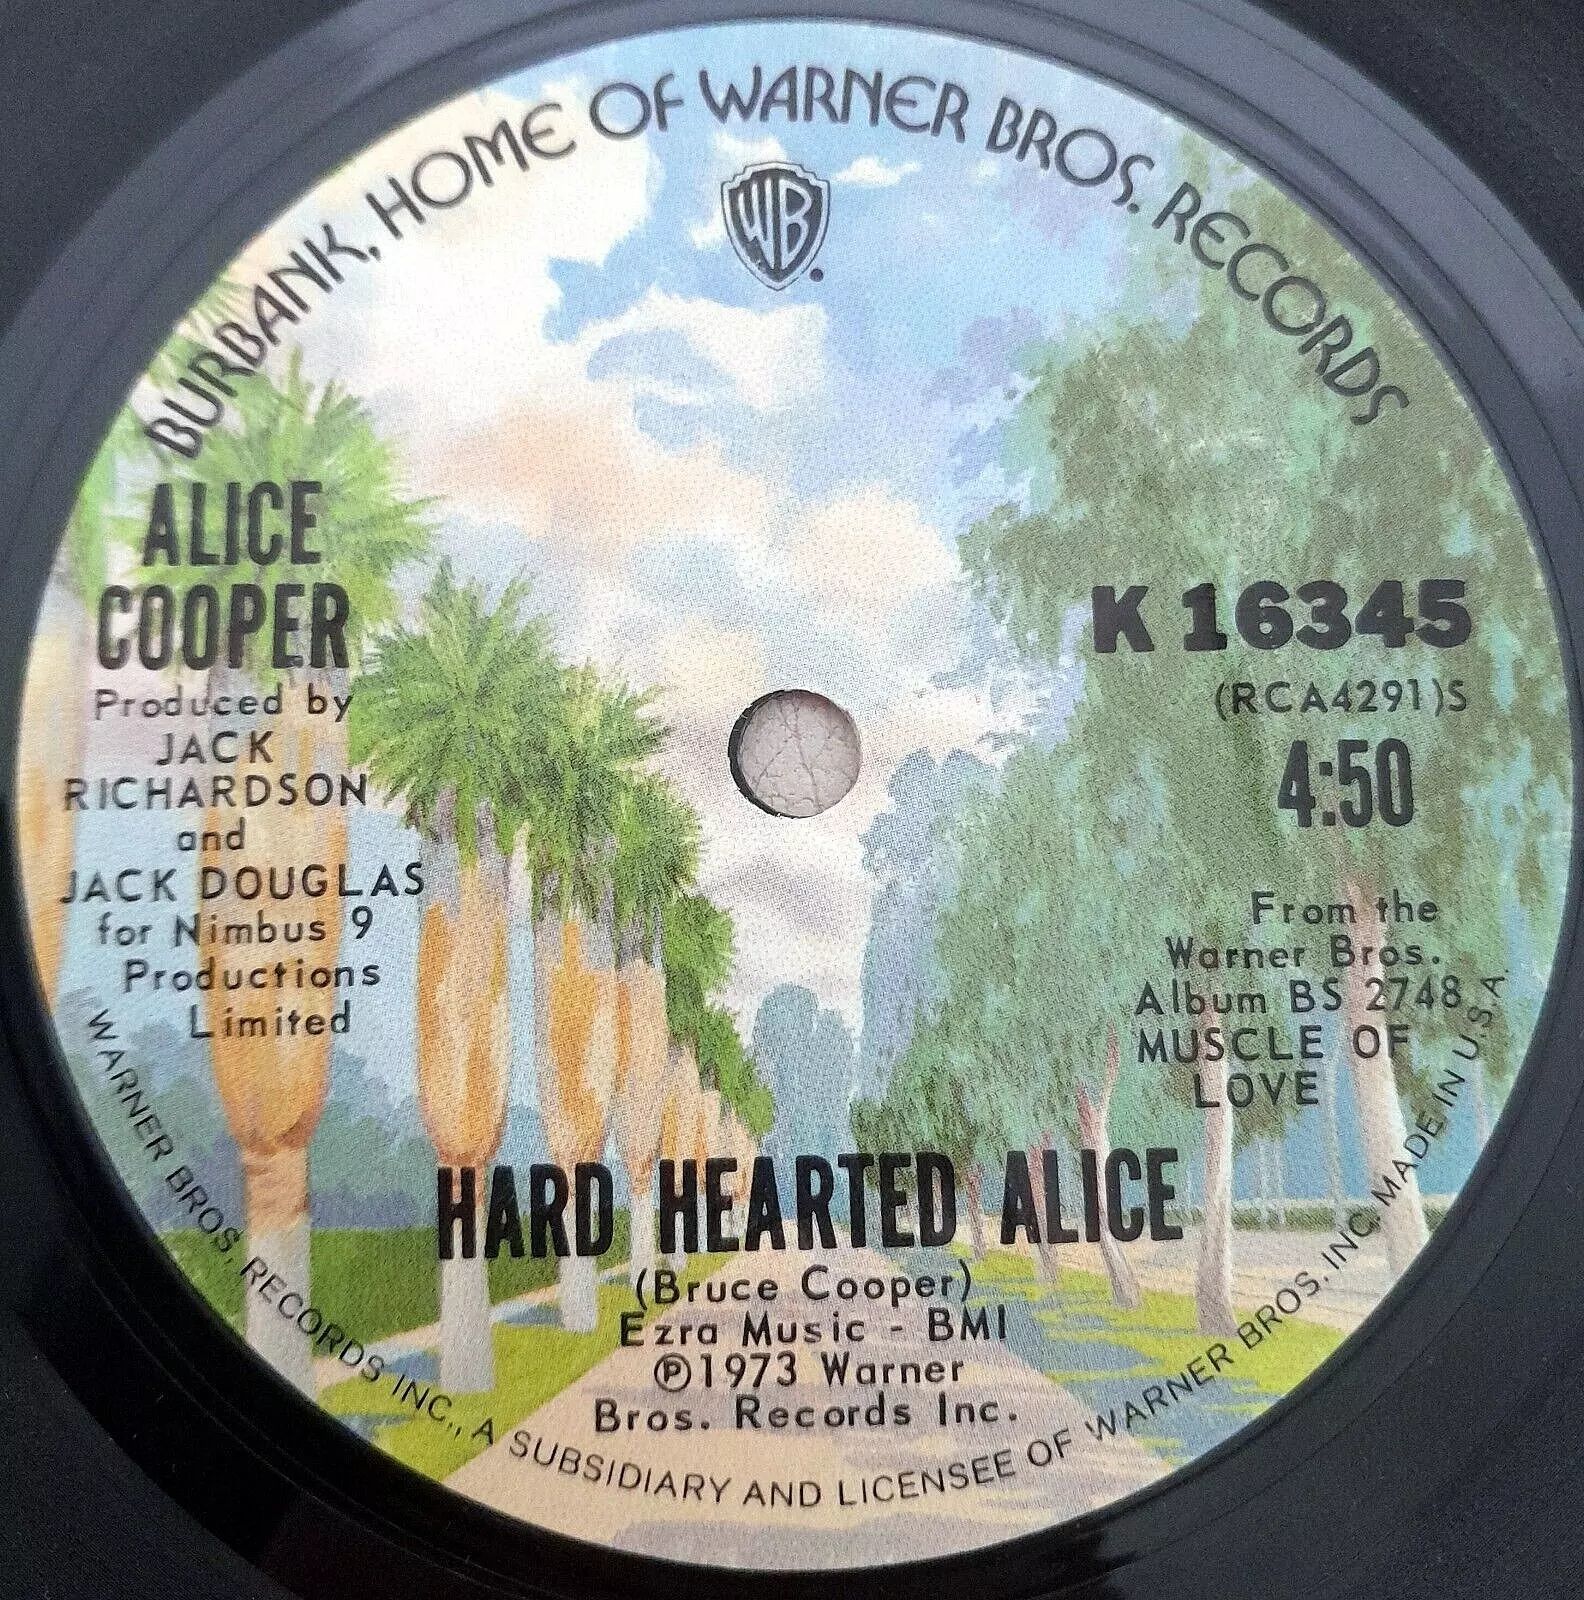 BURBANK, HOME OF WARNER BROS. RECORDS
WB
ALICE
COOPER
Produced by
JACK
RICHARDSON
and
JACK DOUGLAS
for Nimbus 9
Productions
Limited
K 16345
(RCA4291)S
4:50
From the
Warner Bros.
Album BS 2748
MUSCLE OF
LOVE
HARD HEARTED ALICE
(Bruce Cooper)
Ezra Music - BMI
℗1973 Warner
Bros. Records Inc.
WARNER BROS. RECORDS INC., A SUBSIDIARY AND LICENSEE OF WARNER BROS. INC. MADE IN U.S.A.